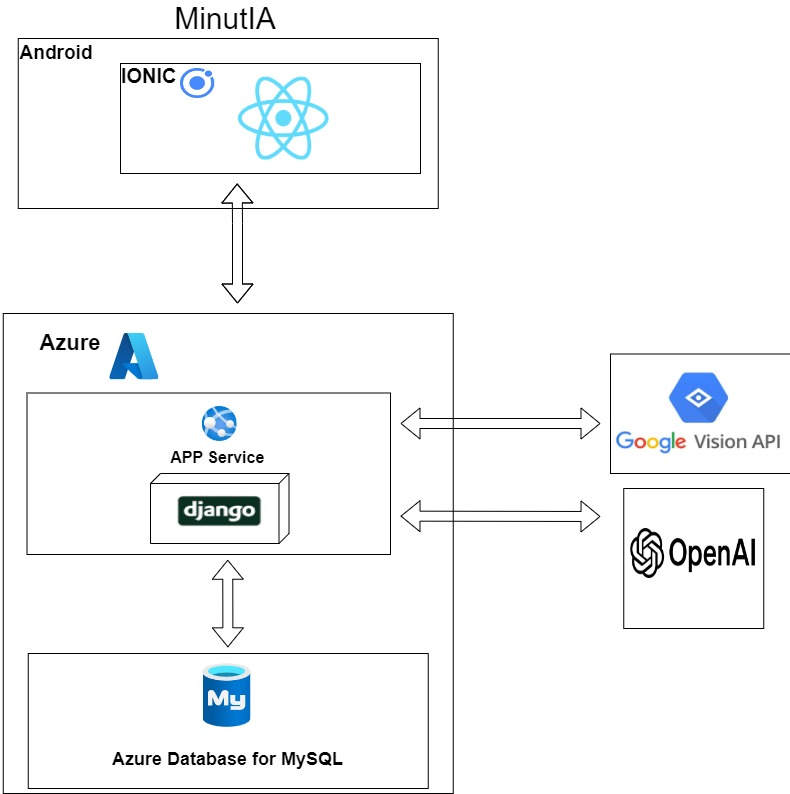 MinutIA
Android
IONIC
Azure
APP Service
django
Google Vision API
OpenAI
My
Azure Database for MySQL